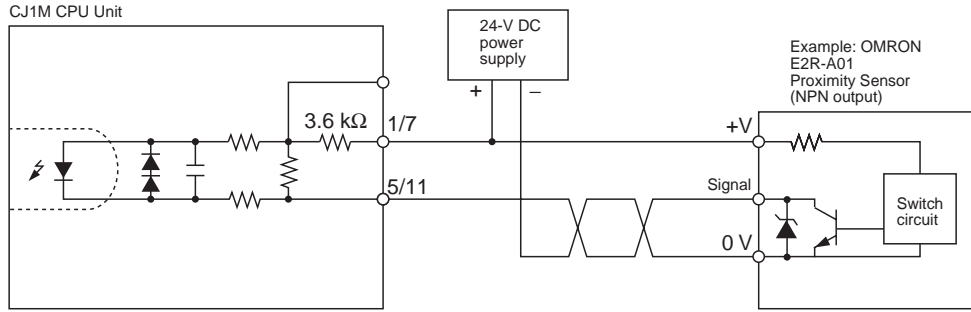 CJ1M CPU Unit
24-V DC
power
supply
+
−
Example: OMRON
E2R-A01
Proximity Sensor
(NPN output)
3.6 kΩ
1/7
+V
5/11
Signal
Switch
circuit
0 V